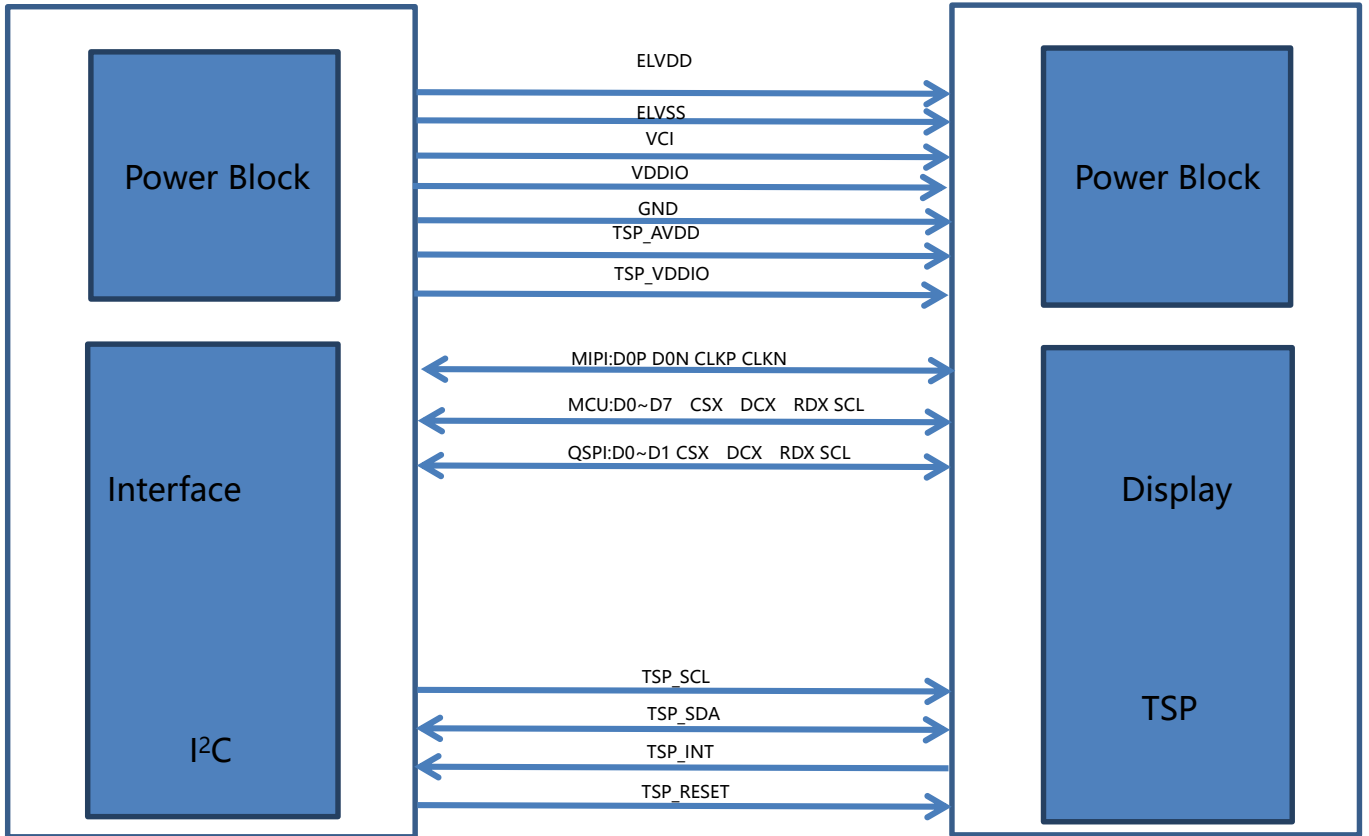 ELVDD
ELVSS
VCI
Power Block
VDDIO
Power Block
GND
TSP_AVDD
TSP_VDDIO
MIPI:D0P D0N CLKP CLKN
MCU:D0~D7 CSX DCX RDX SCL
QSPI:D0~D1 CSX DCX RDX SCL
Interface
Display
TSP_SCL
TSP
TSP_SDA
I²C
TSP_INT
TSP_RESET